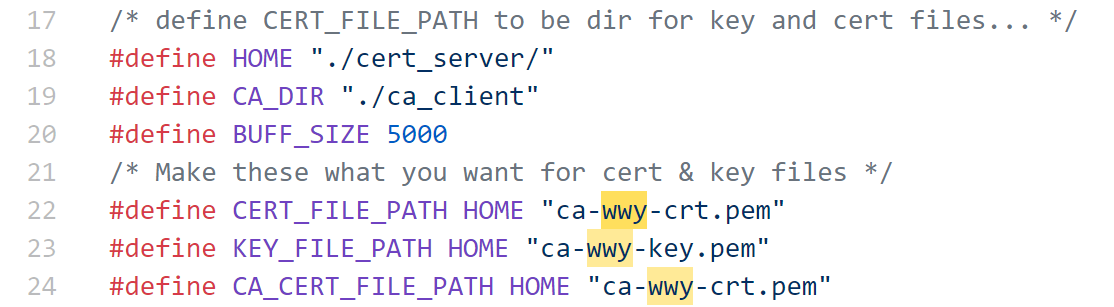 17 /* define CERT_FILE_PATH to be dir for key and cert files... */
18 #define HOME "./cert_server/"
19 #define CA_DIR "./ca_client"
20 #define BUFF_SIZE 5000
21 /* Make these what you want for cert & key files */
22 #define CERT_FILE_PATH HOME "ca-wwy-crt.pem"
23 #define KEY_FILE_PATH HOME "ca-wwy-key.pem"
24 #define CA_CERT_FILE_PATH HOME "ca-wwy-crt.pem"